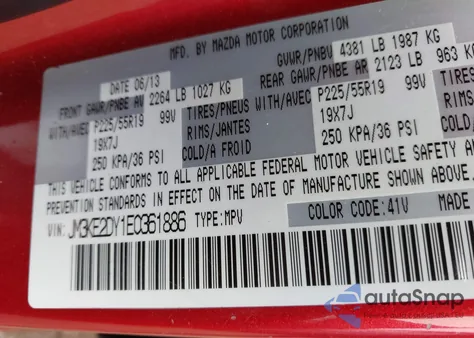 MFD. BY MAZDA MOTOR CORPORATION
DATE 06/13 GVWR/PNBV 4381 LB 1987 KG
FRONT GAWR/PNBE AV 2264 LB 1027 KG REAR GAWR/PNBE AR 2123 LB 963 KG
WITH/AVEC P225/55R19 99V TIRES/PNEUS WITH/AVEC P225/55R19 99V
19X7J RIMS/JANTES 19X7J
250 KPA/36 PSI COLD/A FROID 250 KPA/36 PSI
THIS VEHICLE CONFORMS TO ALL APPLICABLE FEDERAL MOTOR VEHICLE SAFETY AND
PREVENTION STANDARDS IN EFFECT ON THE DATE OF MANUFACTURE SHOWN ABOVE.
VIN: JM3KE2DY1E0361886 TYPE: MPV COLOR CODE: 41V MADE
autoSnap